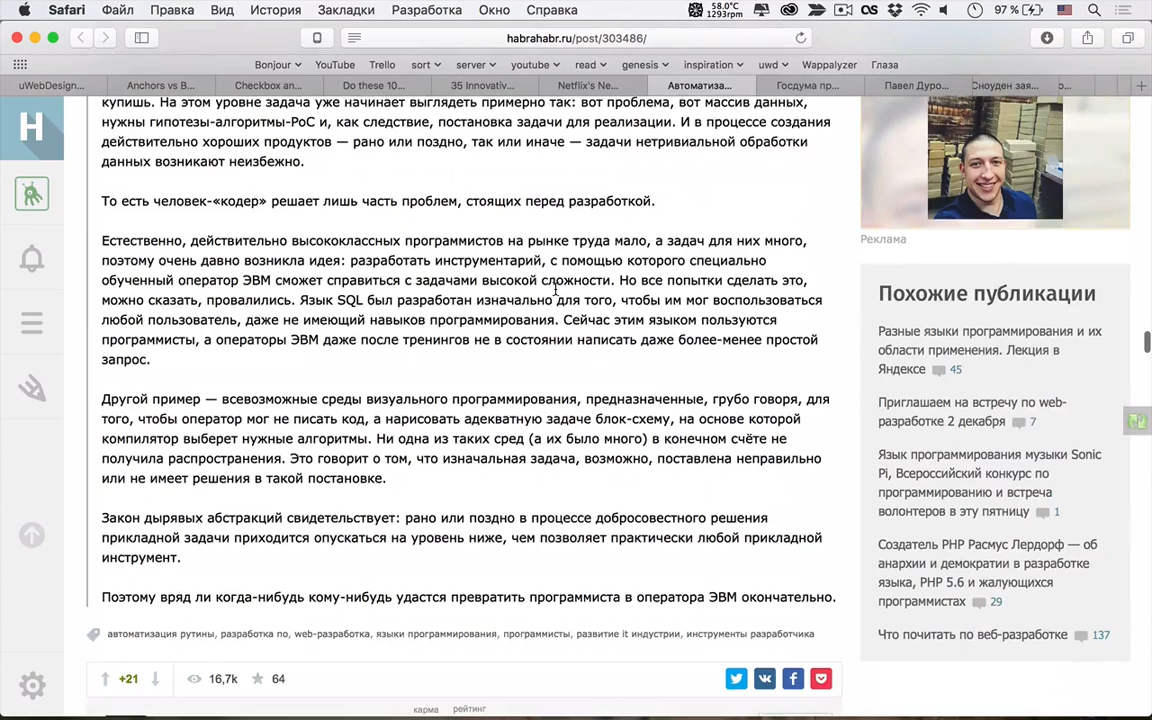 Safari Файл Правка Вид История Закладки Разработка Окно Справка
58.0°C
1293rpm
97 %
habrahabr.ru/post/303486/
Bonjour YouTube Trello sort server youtube read genesis inspiration uwd Wappalyzer Глаза
uWebDesign... Anchors vs B... Checkbox an... Do these 10... 35 Innovativ... Netflix's Ne... Автоматиза... Госдума пр... Павел Дуро... Сноуден зая...
купишь. На этом уровне задача уже начинает выглядеть примерно так: вот проблема, вот массив данных,
нужны гипотезы-алгоритмы-PoC и, как следствие, постановка задачи для реализации. И в процессе создания
действительно хороших продуктов — рано или поздно, так или иначе — задачи нетривиальной обработки
данных возникают неизбежно.
То есть человек-«кодер» решает лишь часть проблем, стоящих перед разработкой.
Естественно, действительно высококлассных программистов на рынке труда мало, а задач для них много,
поэтому очень давно возникла идея: разработать инструментарий, с помощью которого специально
обученный оператор ЭВМ сможет справиться с задачами высокой сложности. Но все попытки сделать это,
можно сказать, провалились. Язык SQL был разработан изначально для того, чтобы им мог воспользоваться
любой пользователь, даже не имеющий навыков программирования. Сейчас этим языком пользуются
программисты, а операторы ЭВМ даже после тренингов не в состоянии написать даже более-менее простой
запрос.
Другой пример — всевозможные среды визуального программирования, предназначенные, грубо говоря, для
того, чтобы оператор мог не писать код, а нарисовать адекватную задаче блок-схему, на основе которой
компилятор выберет нужные алгоритмы. Ни одна из таких сред (а их было много) в конечном счёте не
получила распространения. Это говорит о том, что изначальная задача, возможно, поставлена неправильно
или не имеет решения в такой постановке.
Закон дырявых абстракций свидетельствует: рано или поздно в процессе добросовестного решения
прикладной задачи приходится опускаться на уровень ниже, чем позволяет практически любой прикладной
инструмент.
Поэтому вряд ли когда-нибудь кому-нибудь удастся превратить программиста в оператора ЭВМ окончательно.
автоматизация рутины, разработка по, web-разработка, языки программирования, программисты, развитие it индустрии, инструменты разработчика
+21 16,7k 64
карма рейтинг
Реклама
Похожие публикации
Разные языки программирования и их
области применения. Лекция в
Яндексе 45
Приглашаем на встречу по web-
разработке 2 декабря 7
Язык программирования музыки Sonic
Pi, Всероссийский конкурс по
программированию и встреча
волонтеров в эту пятницу 1
Создатель PHP Расмус Лердорф — об
анархии и демократии в разработке
языка, PHP 5.6 и жалующихся
программистах 29
Что почитать по веб-разработке 137